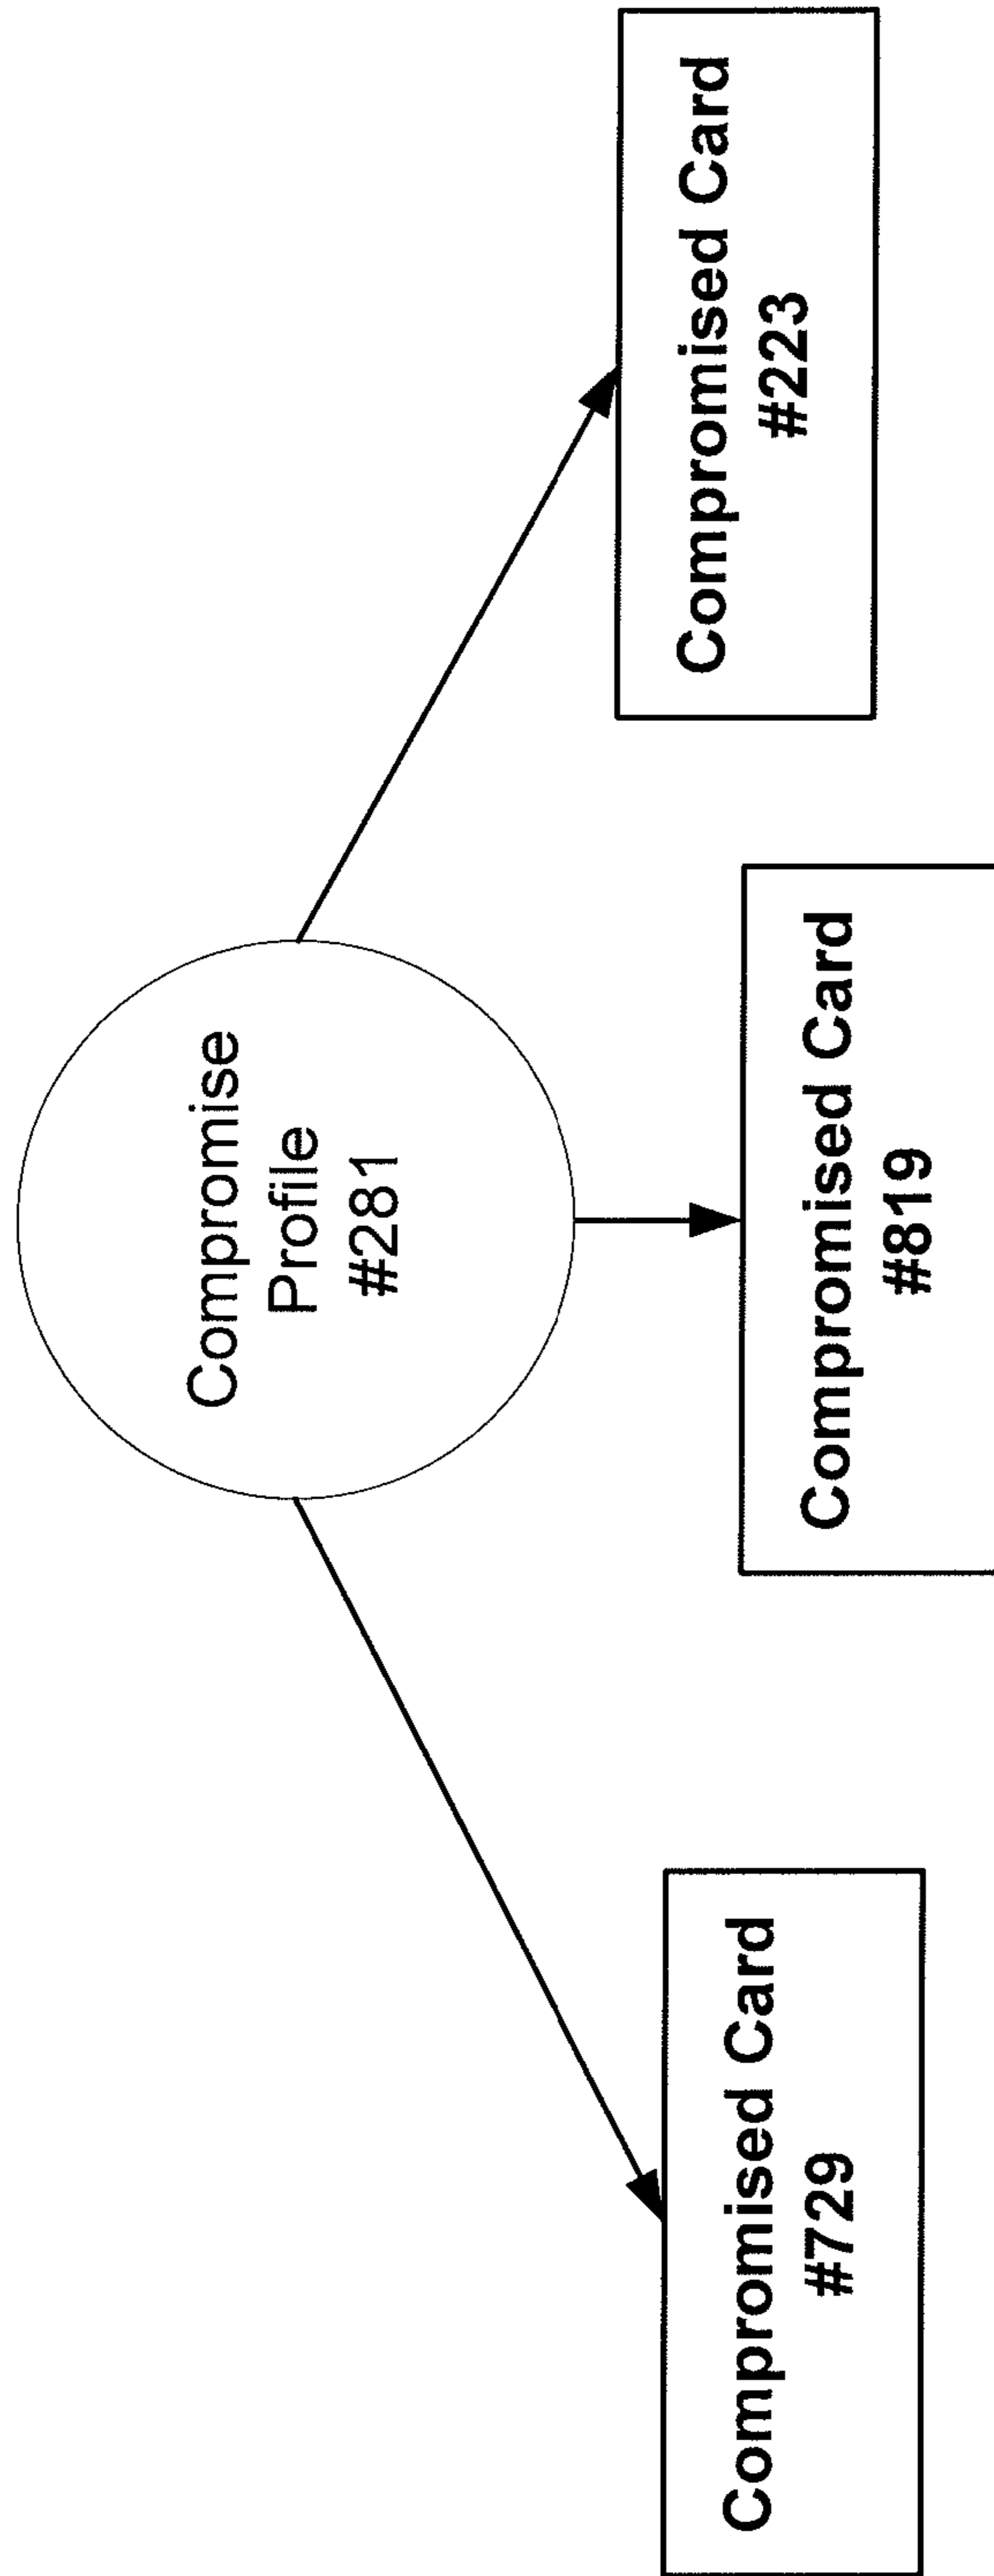 Compromise
Profile
#281
Compromised Card
#729
Compromised Card
#819
Compromised Card
#223